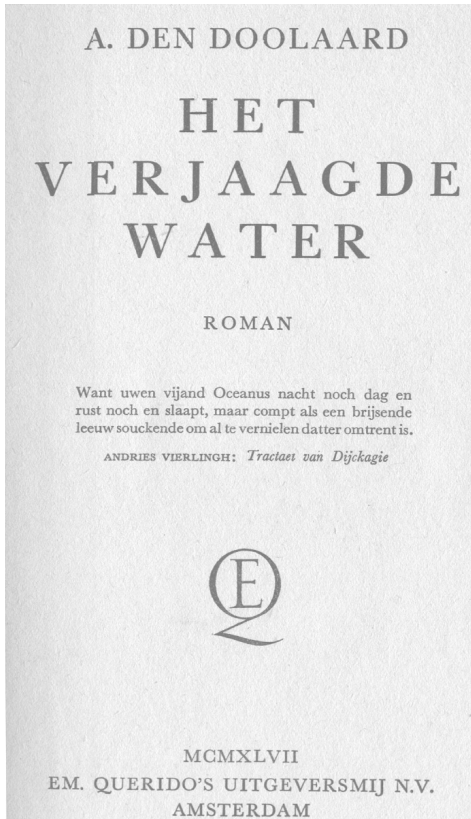 A. DEN DOOLAARD
HET
VERJAAGDE
WATER
ROMAN
Want uwen vijand Oceanus nacht noch dag en
rust noch en slaapt, maar compt als een brijsende
leeuw souckende om al te vernielen datter omtrent is.
ANDRIES VIERLINGH: Tractaet van Dijckagie
EQ
MCMXLVII
EM. QUERIDO'S UITGEVERSMIJ N.V.
AMSTERDAM